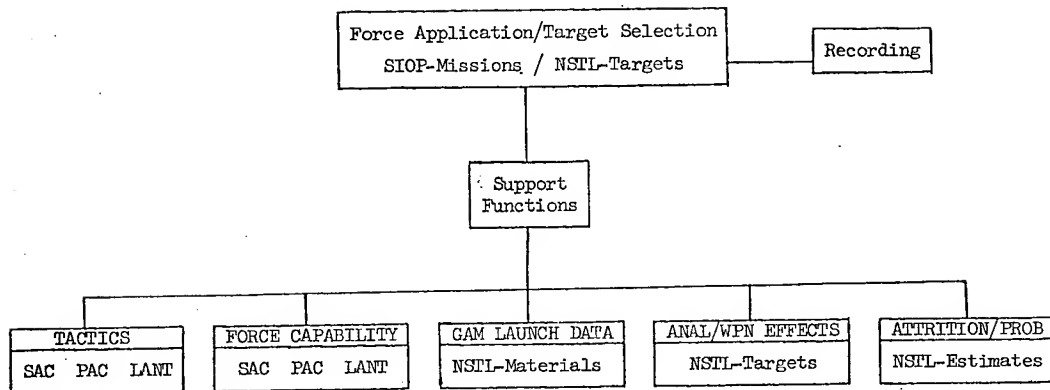 Force Application/Target Selection
SIOP-Missions / NSTL-Targets
Recording
Support
Functions
TACTICS
SAC PAC LANT
FORCE CAPABILITY
SAC PAC LANT
GAM LAUNCH DATA
NSTL-Materials
ANAL/WPN EFFECTS
NSTL-Targets
ATTRITION/PROB
NSTL-Estimates